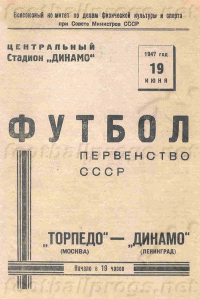 Всесоюзный комитет по делам физической культуры и спорта
при Совете Министров СССР
ЦЕНТРАЛЬНЫЙ
Стадион „ДИНАМО“
1947 год
19
ИЮНЯ
ФУТБОЛ
ПЕРВЕНСТВО
СССР
„ТОРПЕДО“ — „ДИНАМО“
(МОСКВА) (ЛЕНИНГРАД)
Начало в 19 часов